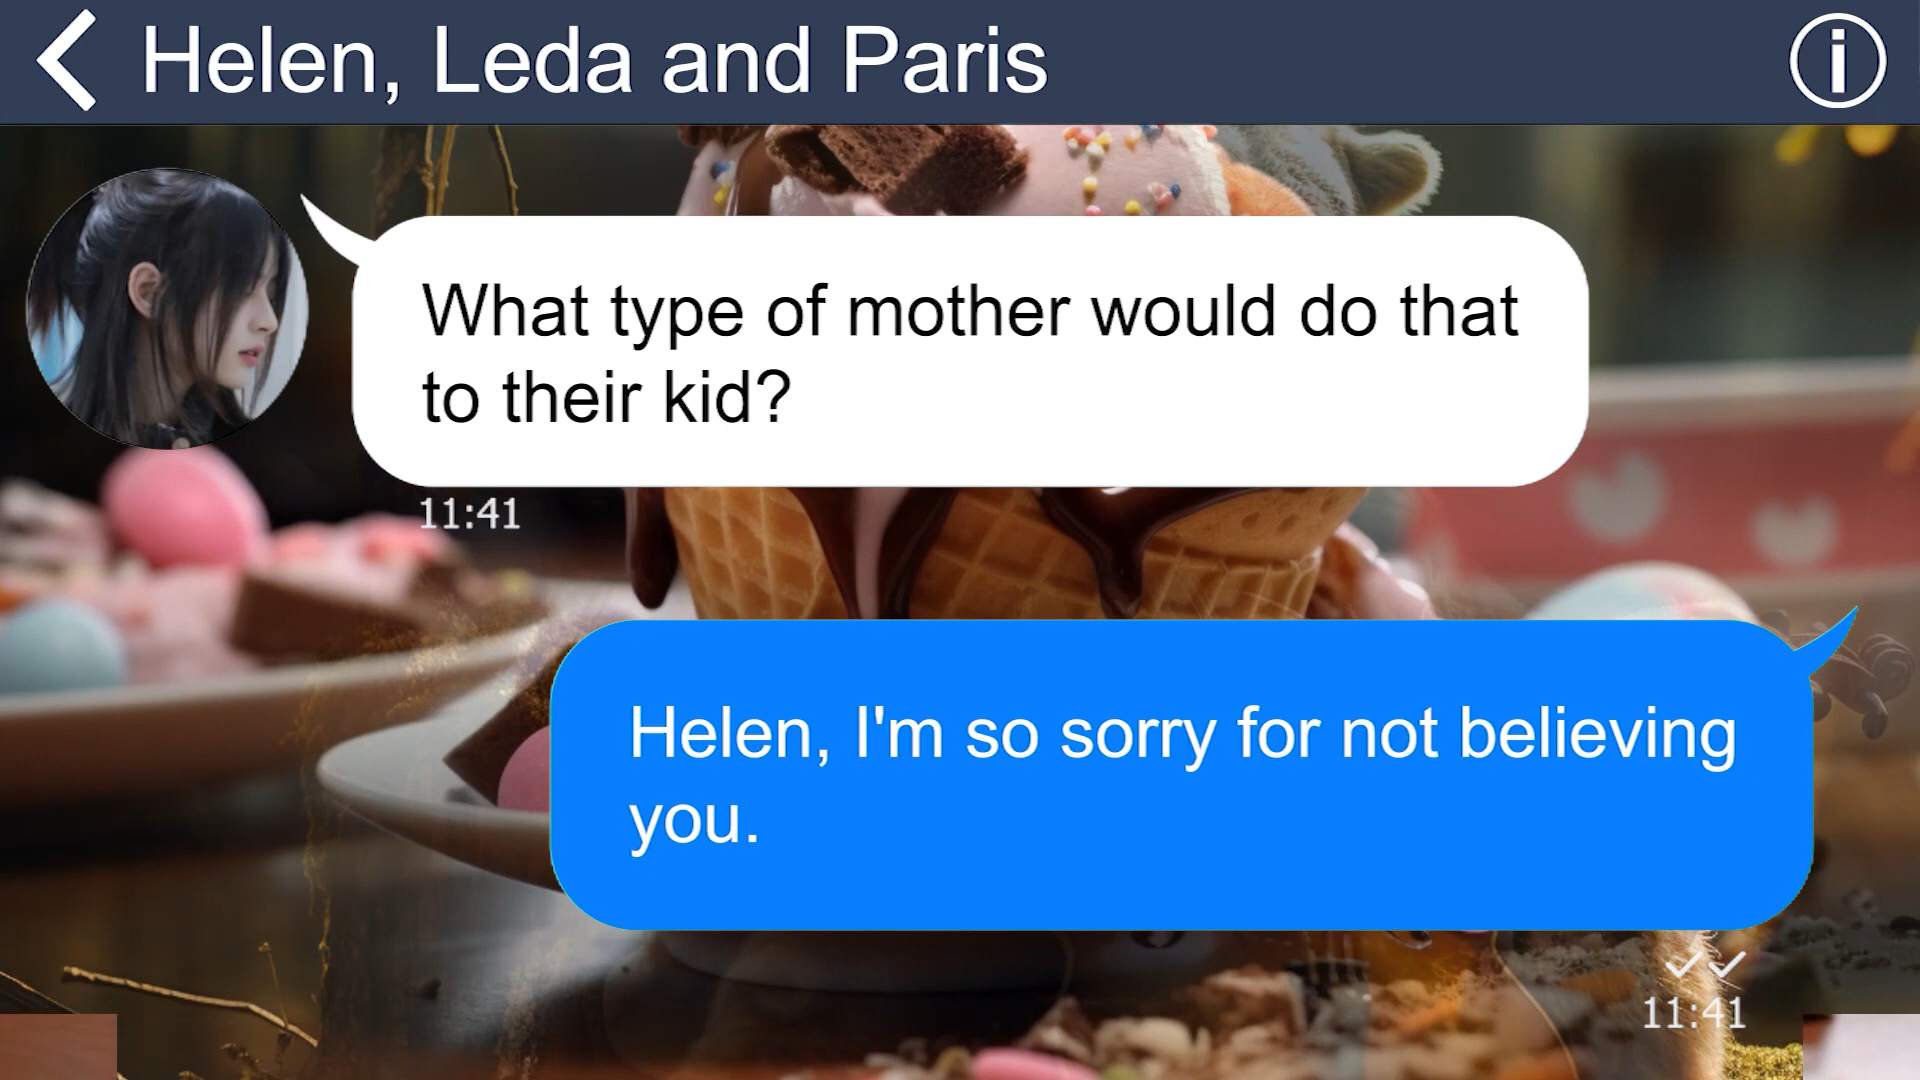 Helen, Leda and Paris
What type of mother would do that
to their kid?
11:41
Helen, I'm so sorry for not believing
you.
11:41